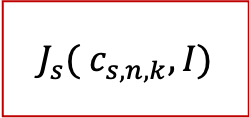 J_s( c_{s,n,k}, I)